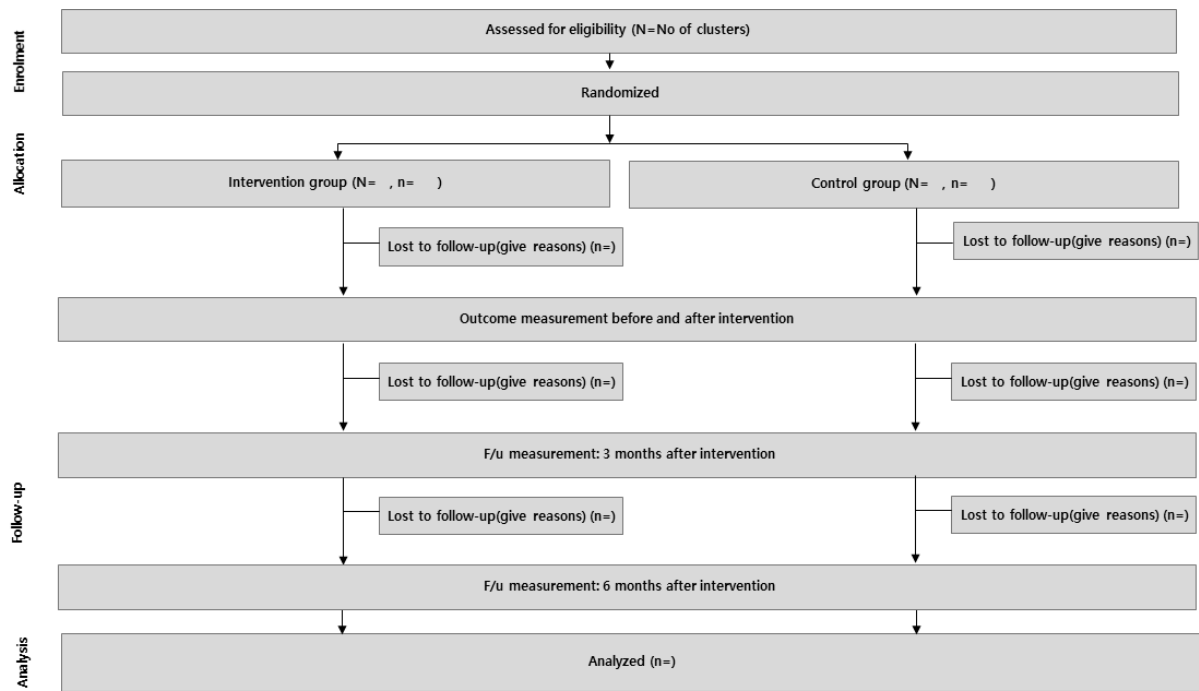 Enrolment
Assessed for eligibility (N=No of clusters)
Randomized
Allocation
Intervention group (N= , n= )
Control group (N= , n= )
Lost to follow-up(give reasons) (n=)
Lost to follow-up(give reasons) (n=)
Outcome measurement before and after intervention
Lost to follow-up(give reasons) (n=)
Lost to follow-up(give reasons) (n=)
Follow-up
F/u measurement: 3 months after intervention
Lost to follow-up(give reasons) (n=)
Lost to follow-up(give reasons) (n=)
F/u measurement: 6 months after intervention
Analysis
Analyzed (n=)